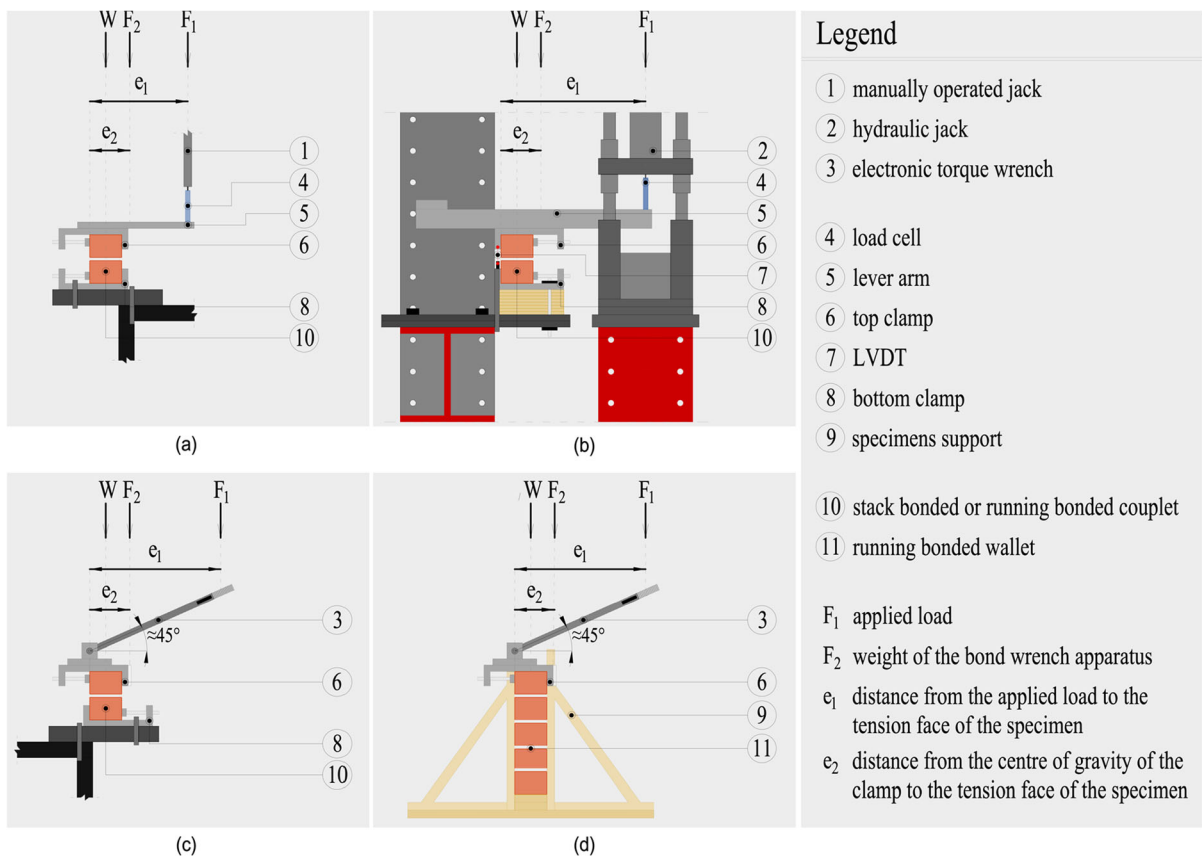 W F₂ F₁
e₁
e₂
1
4
5
6
8
10
(a)
W F₂ F₁
e₁
e₂
2
4
5
6
7
8
10
(b)
W F₂ F₁
e₁
e₂
≈45°
3
6
8
10
(c)
W F₂ F₁
e₁
e₂
≈45°
3
6
9
11
(d)
Legend
1 manually operated jack
2 hydraulic jack
3 electronic torque wrench
4 load cell
5 lever arm
6 top clamp
7 LVDT
8 bottom clamp
9 specimens support
10 stack bonded or running bonded couplet
11 running bonded wallet
F₁ applied load
F₂ weight of the bond wrench apparatus
e₁ distance from the applied load to the
tension face of the specimen
e₂ distance from the centre of gravity of the
clamp to the tension face of the specimen